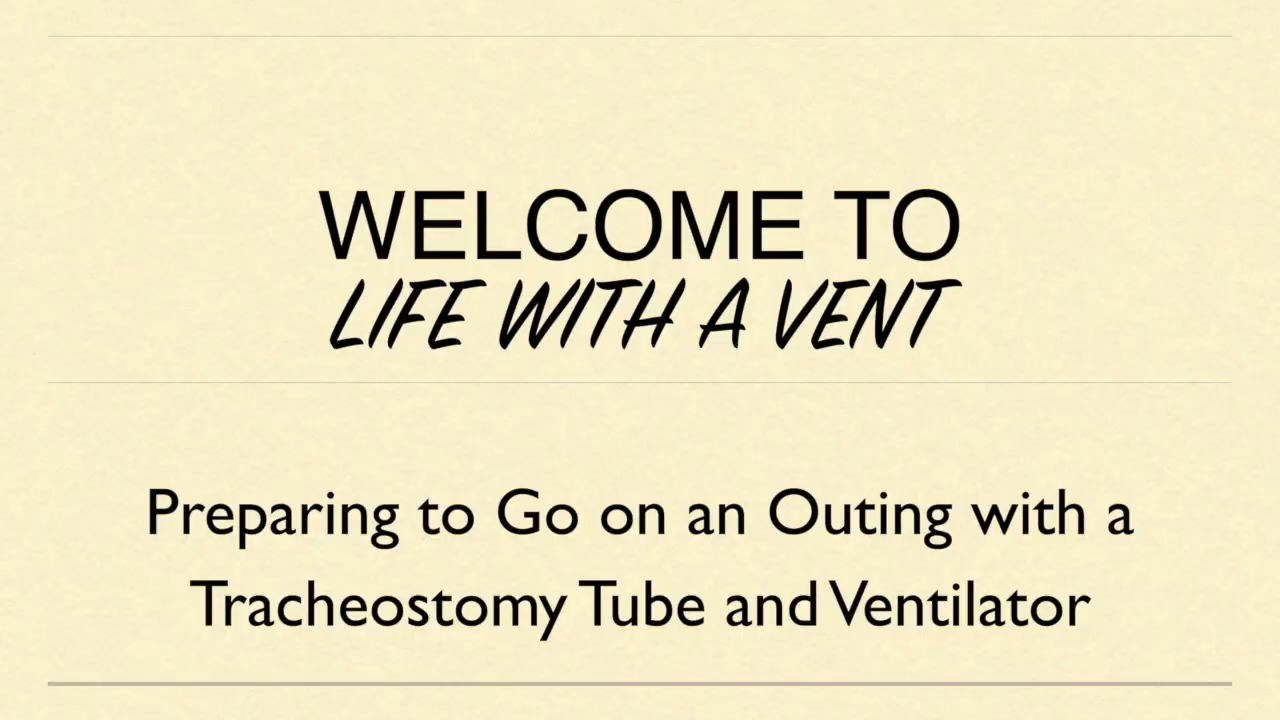 WELCOME TO
LIFE WITH A VENT
Preparing to Go on an Outing with a
Tracheostomy Tube and Ventilator